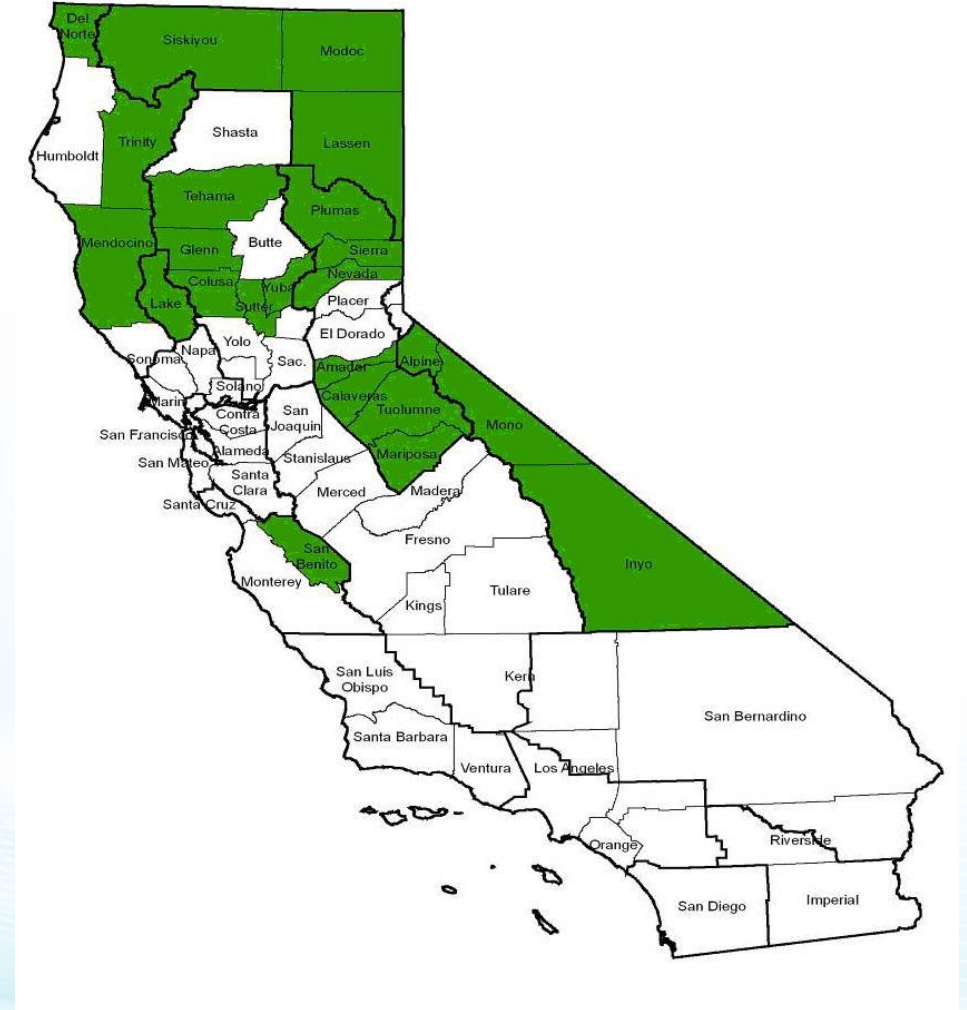 Del
Norte
Siskiyou
Modoc
Humboldt
Trinity
Shasta
Lassen
Tehama
Plumas
Mendocino
Glenn
Butte
Sierra
Lake
Colusa
Yuba
Nevada
Sutter
Placer
El Dorado
Sonoma
Napa
Yolo
Sac.
Amador
Alpine
Solano
Calaveras
Marin
Contra
Costa
San
Joaquin
Tuolumne
Mono
San Francisco
Alameda
Stanislaus
Mariposa
San Mateo
Santa
Clara
Merced
Madera
Santa Cruz
Fresno
San
Benito
Inyo
Monterey
Kings
Tulare
San Luis
Obispo
Kern
San Bernardino
Santa Barbara
Ventura
Los Angeles
Orange
Riverside
San Diego
Imperial